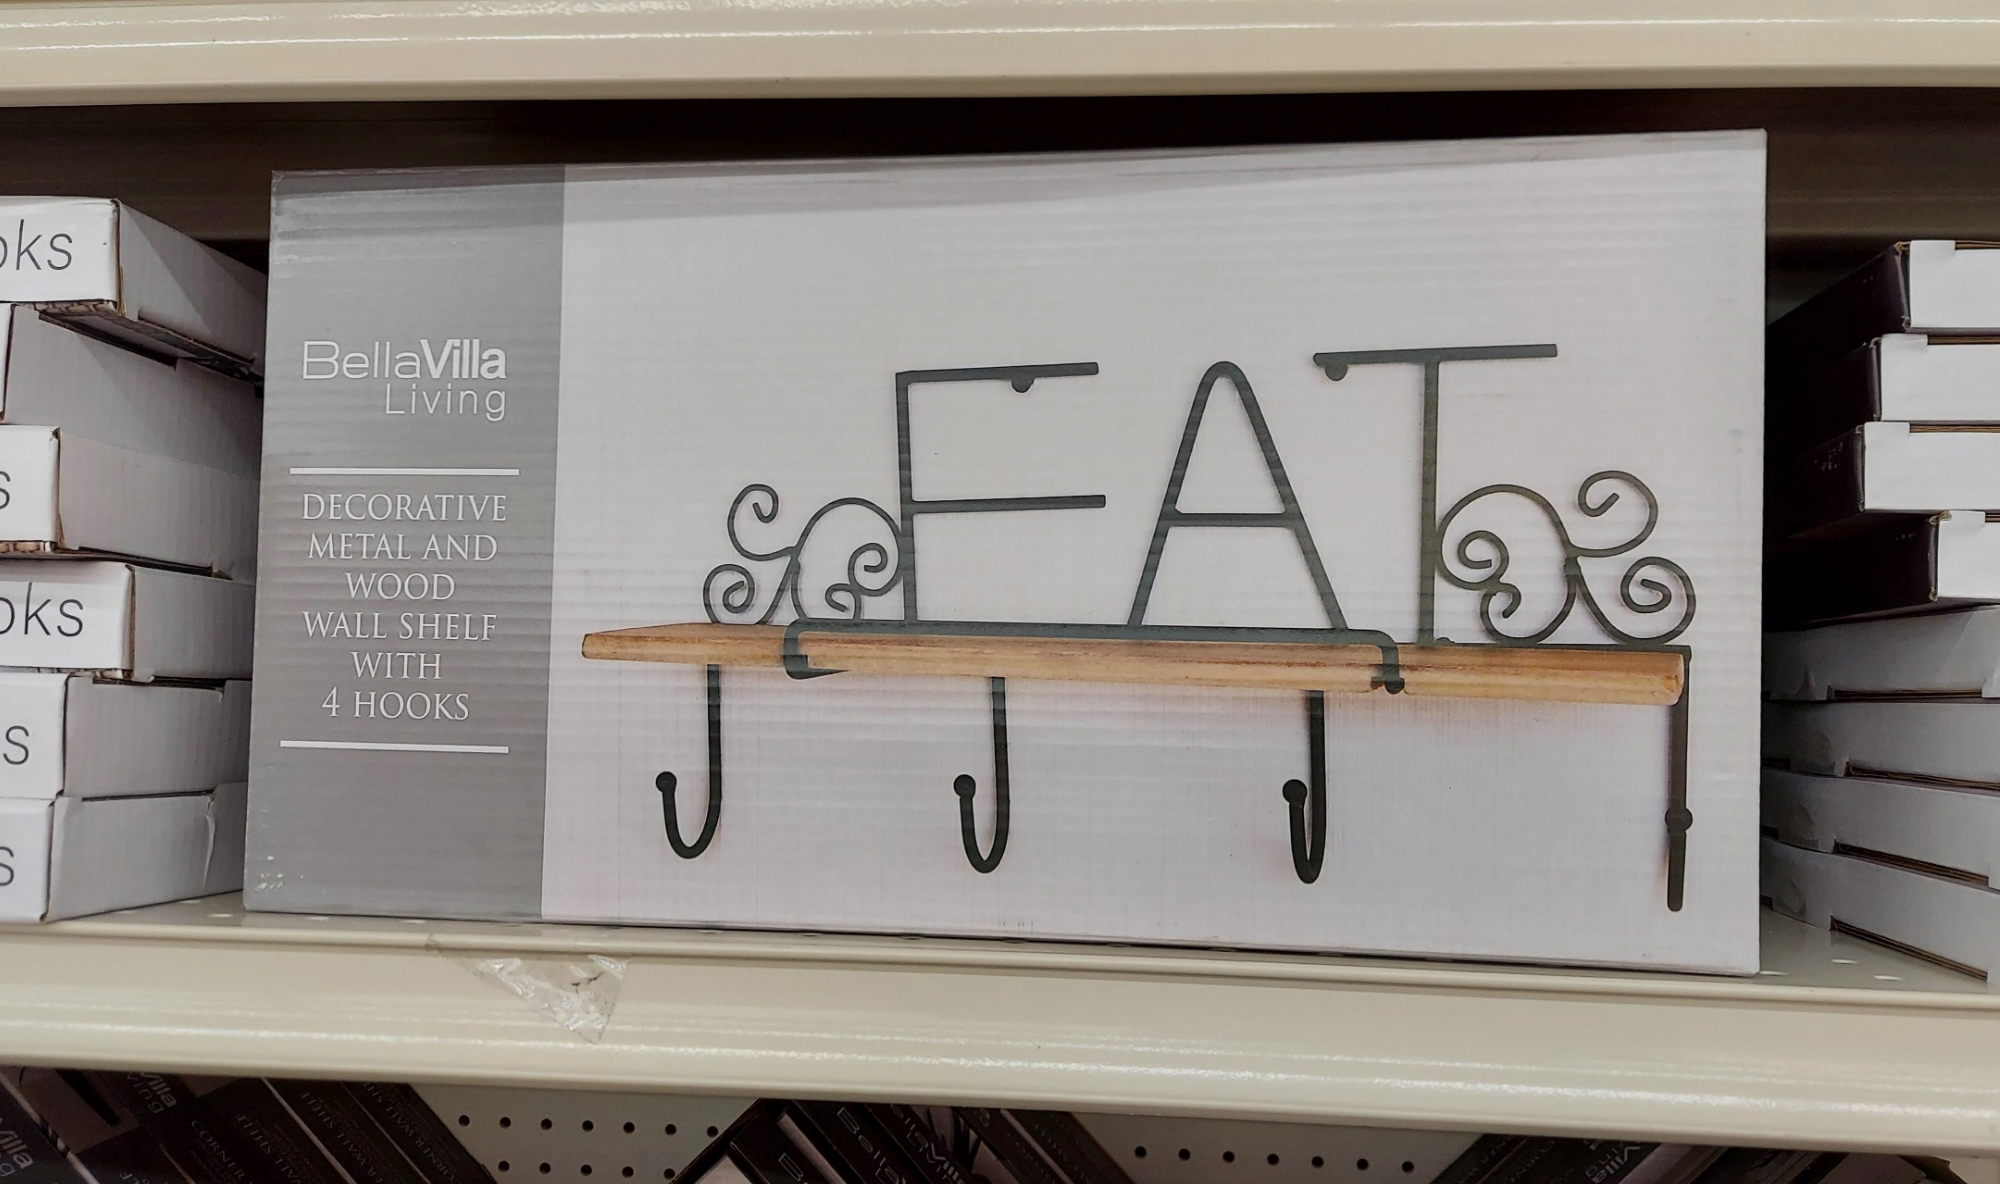 BellaVilla
Living
DECORATIVE
METAL AND
WOOD
WALL SHELF
WITH
4 HOOKS
EAT